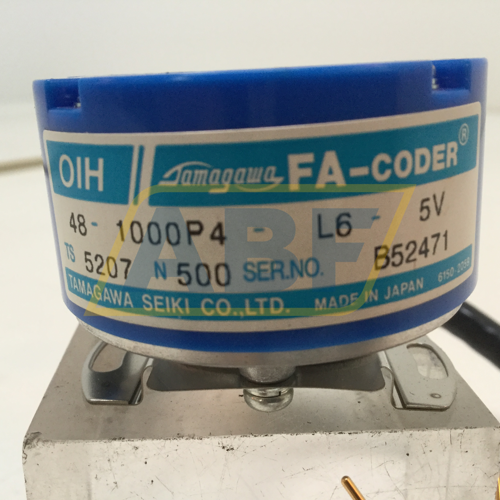 OIH Tamagawa FA-CODER®
48- 1000P4 - L6 - 5V
TS 5207 N 500 SER.NO. B52471
TAMAGAWA SEIKI CO.,LTD. MADE IN JAPAN
ABF